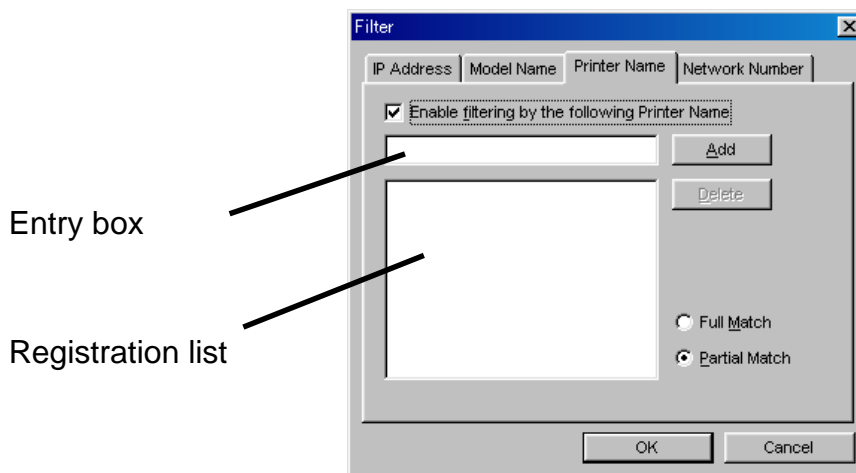 Filter
IP Address Model Name Printer Name Network Number
Enable filtering by the following Printer Name
Add
Delete
Entry box
Registration list
Full Match
Partial Match
OK Cancel